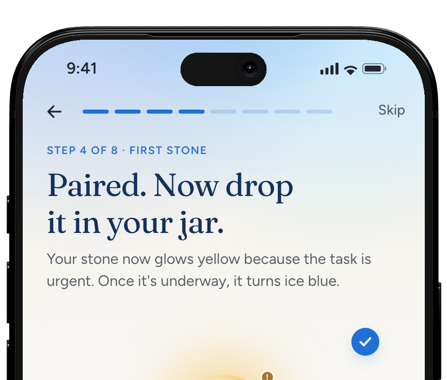 9:41
Skip
STEP 4 OF 8 · FIRST STONE
Paired. Now drop
it in your jar.
Your stone now glows yellow because the task is
urgent. Once it's underway, it turns ice blue.
!